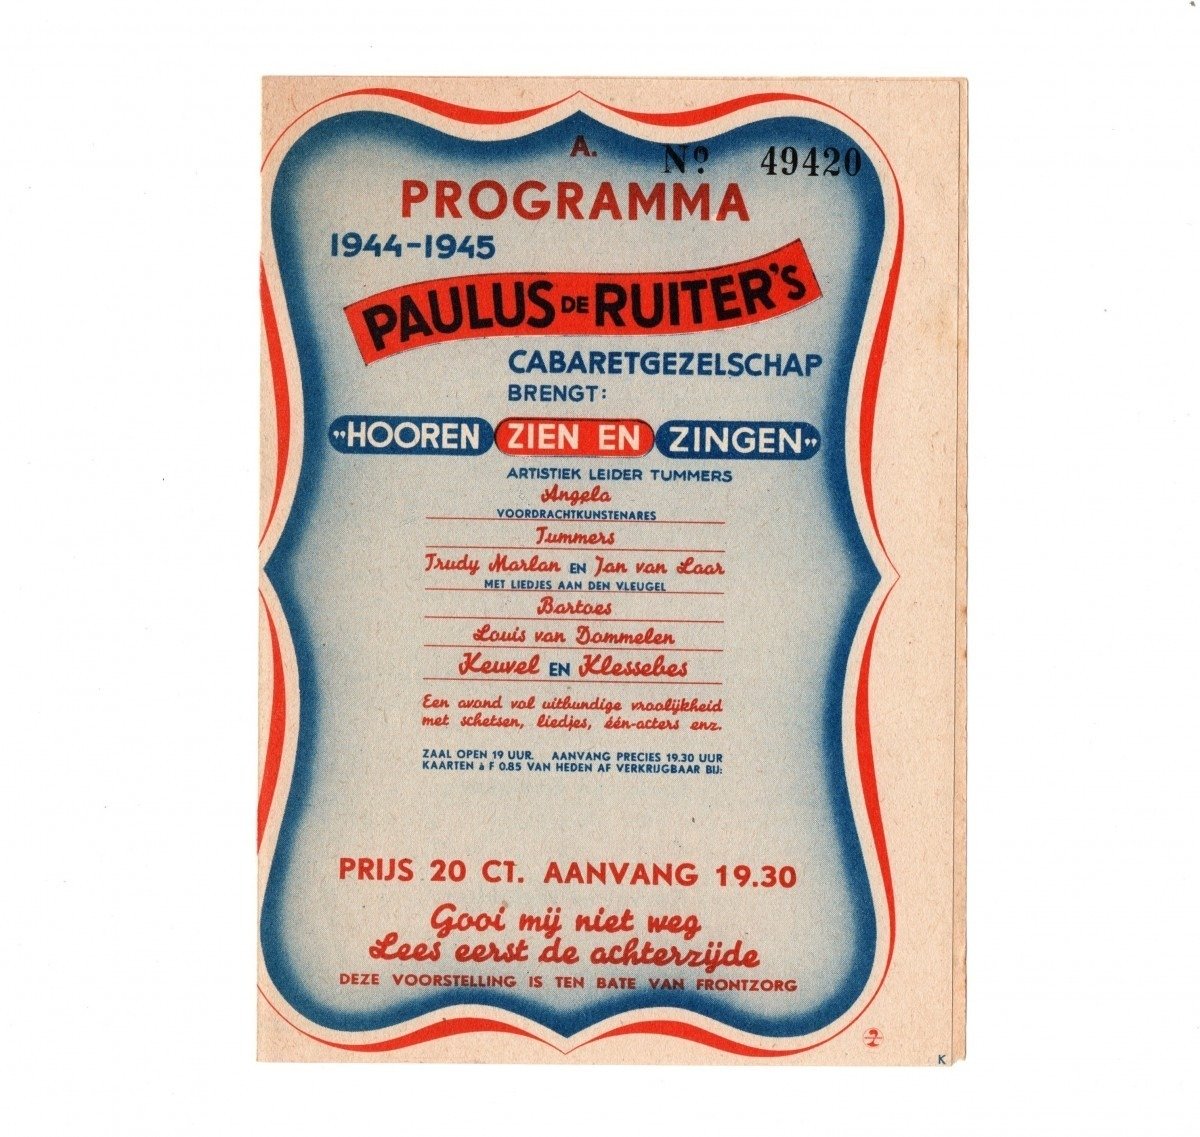 A.
Nº 49420
PROGRAMMA
1944-1945
PAULUS DE RUITER'S
CABARETGEZELSCHAP
BRENGT:
„HOOREN ZIEN EN ZINGEN”
ARTISTIEK LEIDER TUMMERS
Angela
VOORDRACHTKUNSTENARES
Tummers
Trudy Marlan EN Jan van Laar
MET LIEDJES AAN DEN VLEUGEL
Bartoes
Louis van Dommelen
Keuvel EN Klessebes
Een avond vol uitbundige vroolijkheid
met schetsen, liedjes, één-acters enz.
ZAAL OPEN 19 UUR. AANVANG PRECIES 19.30 UUR
KAARTEN à F 0.85 VAN HEDEN AF VERKRIJGBAAR BIJ:
PRIJS 20 CT. AANVANG 19.30
Gooi mij niet weg
Lees eerst de achterzijde
DEZE VOORSTELLING IS TEN BATE VAN FRONTZORG
K